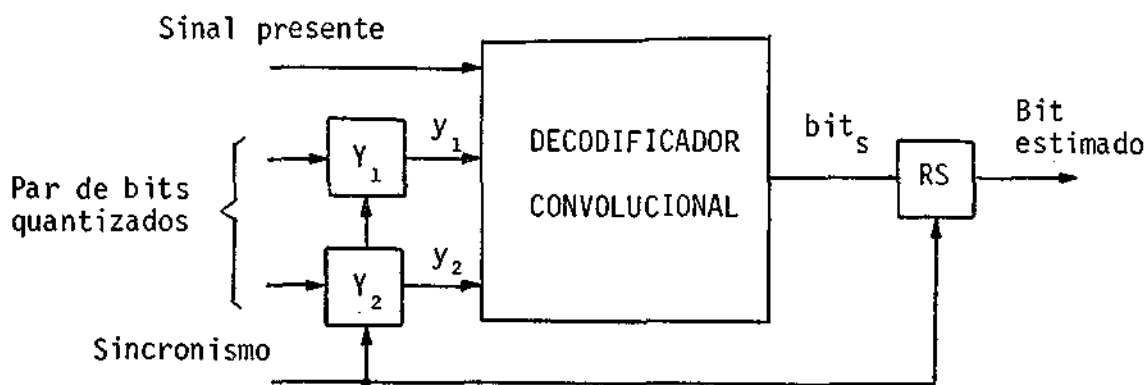 Sinal presente
Par de bits
quantizados
Y₁
y₁
Y₂
y₂
Sincronismo
DECODIFICADOR
CONVOLUCIONAL
bitₛ
RS
Bit
estimado